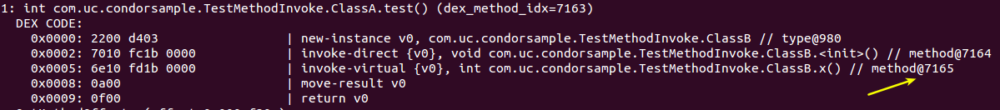 1: int com.uc.condorsample.TestMethodInvoke.ClassA.test() (dex_method_idx=7163)
DEX CODE:
0x0000: 2200 d403 | new-instance v0, com.uc.condorsample.TestMethodInvoke.ClassB // type@980
0x0002: 7010 fc1b 0000 | invoke-direct {v0}, void com.uc.condorsample.TestMethodInvoke.ClassB.<init>() // method@7164
0x0005: 6e10 fd1b 0000 | invoke-virtual {v0}, int com.uc.condorsample.TestMethodInvoke.ClassB.x() // method@7165
0x0008: 0a00 | move-result v0
0x0009: 0f00 | return v0